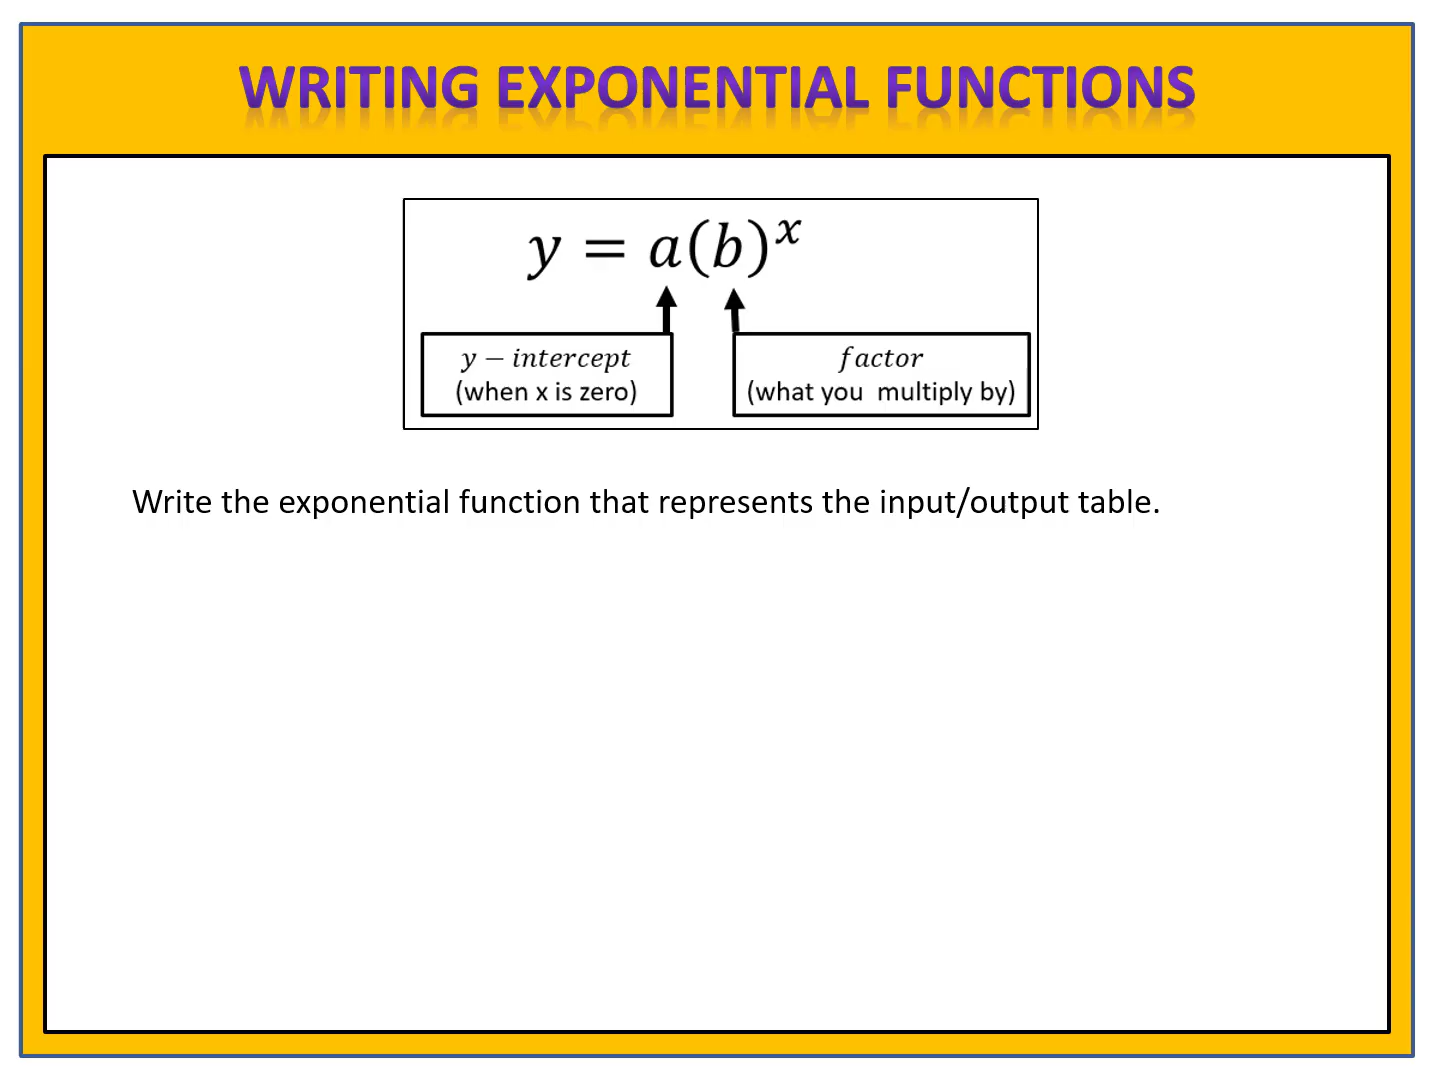 WRITING EXPONENTIAL FUNCTIONS
y = a(b)^x
y − intercept
(when x is zero)
factor
(what you multiply by)
Write the exponential function that represents the input/output table.